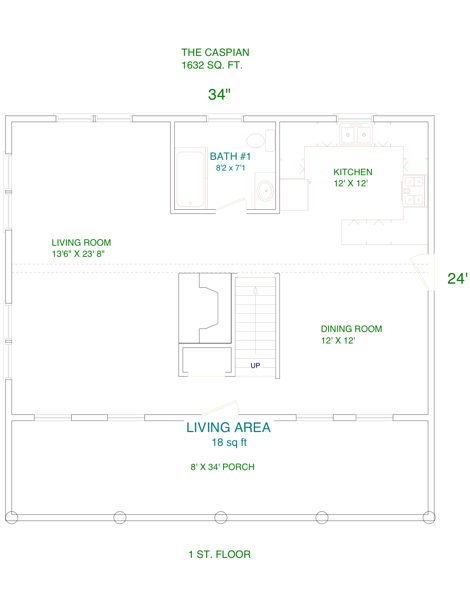 THE CASPIAN
1632 SQ. FT.
34"
BATH #1
8'2 x 7'1
KITCHEN
12' X 12'
LIVING ROOM
13'6" X 23' 8"
24'
DINING ROOM
12' X 12'
UP
LIVING AREA
18 sq ft
8' X 34' PORCH
1 ST. FLOOR